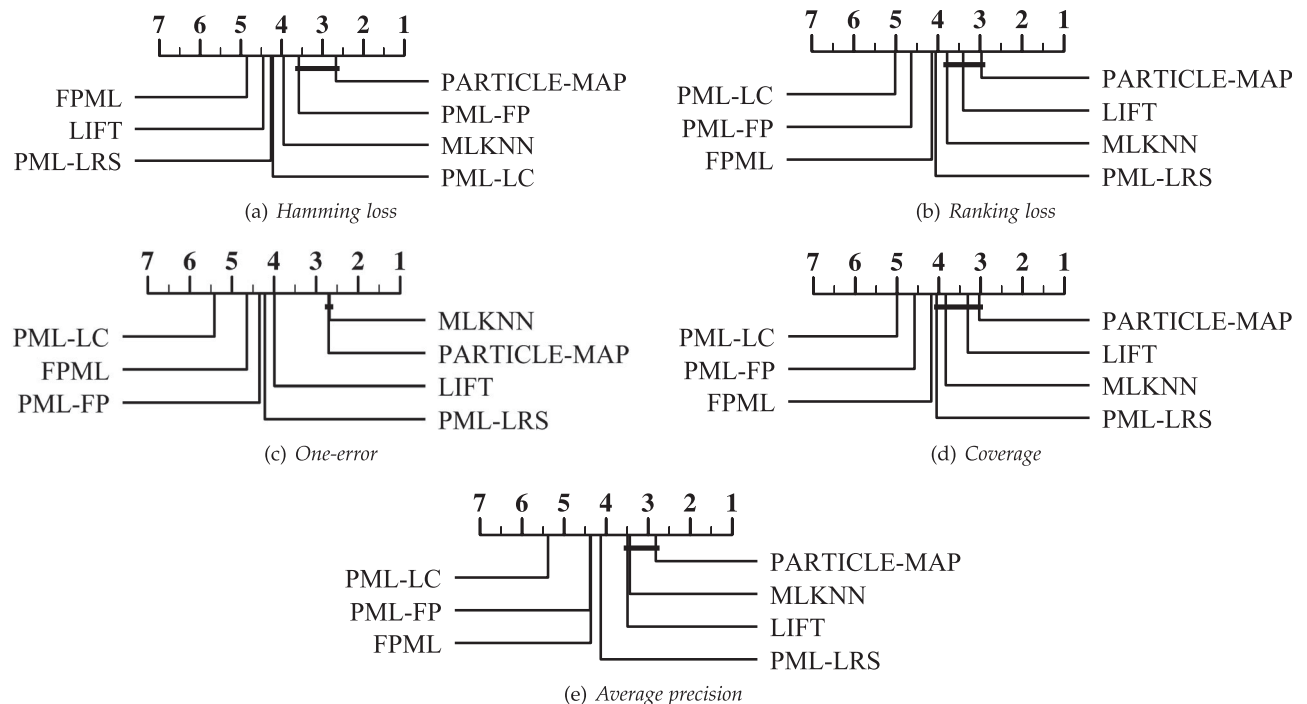 7 6 5 4 3 2 1
FPML
LIFT
PML-LRS
PARTICLE-MAP
PML-FP
MLKNN
PML-LC
(a) Hamming loss
7 6 5 4 3 2 1
PML-LC
PML-FP
FPML
PARTICLE-MAP
LIFT
MLKNN
PML-LRS
(b) Ranking loss
7 6 5 4 3 2 1
PML-LC
FPML
PML-FP
MLKNN
PARTICLE-MAP
LIFT
PML-LRS
(c) One-error
7 6 5 4 3 2 1
PML-LC
PML-FP
FPML
PARTICLE-MAP
LIFT
MLKNN
PML-LRS
(d) Coverage
7 6 5 4 3 2 1
PML-LC
PML-FP
FPML
PARTICLE-MAP
MLKNN
LIFT
PML-LRS
(e) Average precision